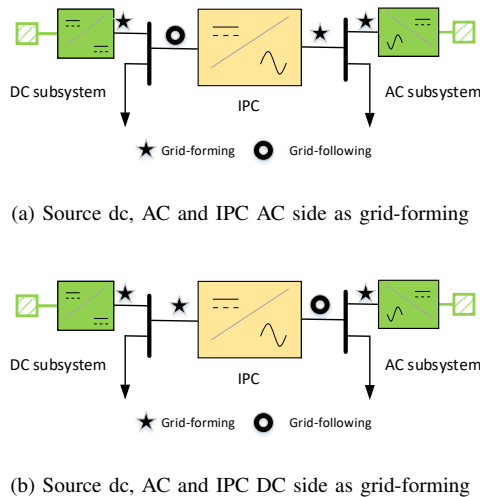 DC subsystem
IPC
AC subsystem
Grid-forming
Grid-following
(a) Source dc, AC and IPC AC side as grid-forming
DC subsystem
IPC
AC subsystem
Grid-forming
Grid-following
(b) Source dc, AC and IPC DC side as grid-forming